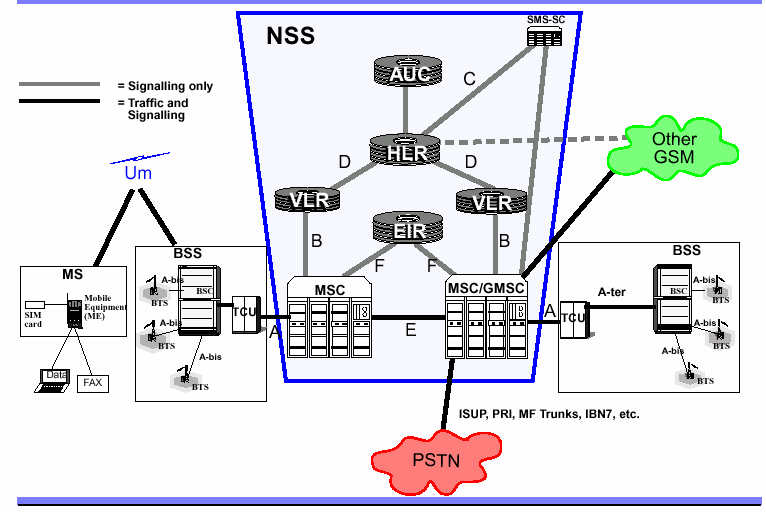 SMS-SC
NSS
AUC
C
= Signalling only
= Traffic and
Signalling
Other
GSM
HLR
D
D
Um
VLR
VLR
EIR
B
B
BSS
BSS
F
F
MS
A-bis
BSC
BTS
MSC
MSC/GMSC
A-bis
BSC
BTS
A-ter
Mobile
Equipment
(ME)
SIM
card
TCU
A
TCU
A-bis
BTS
A
E
A-bis
BTS
A-bis
A-bis
Data
FAX
BTS
BTS
ISUP, PRI, MF Trunks, IBN7, etc.
PSTN